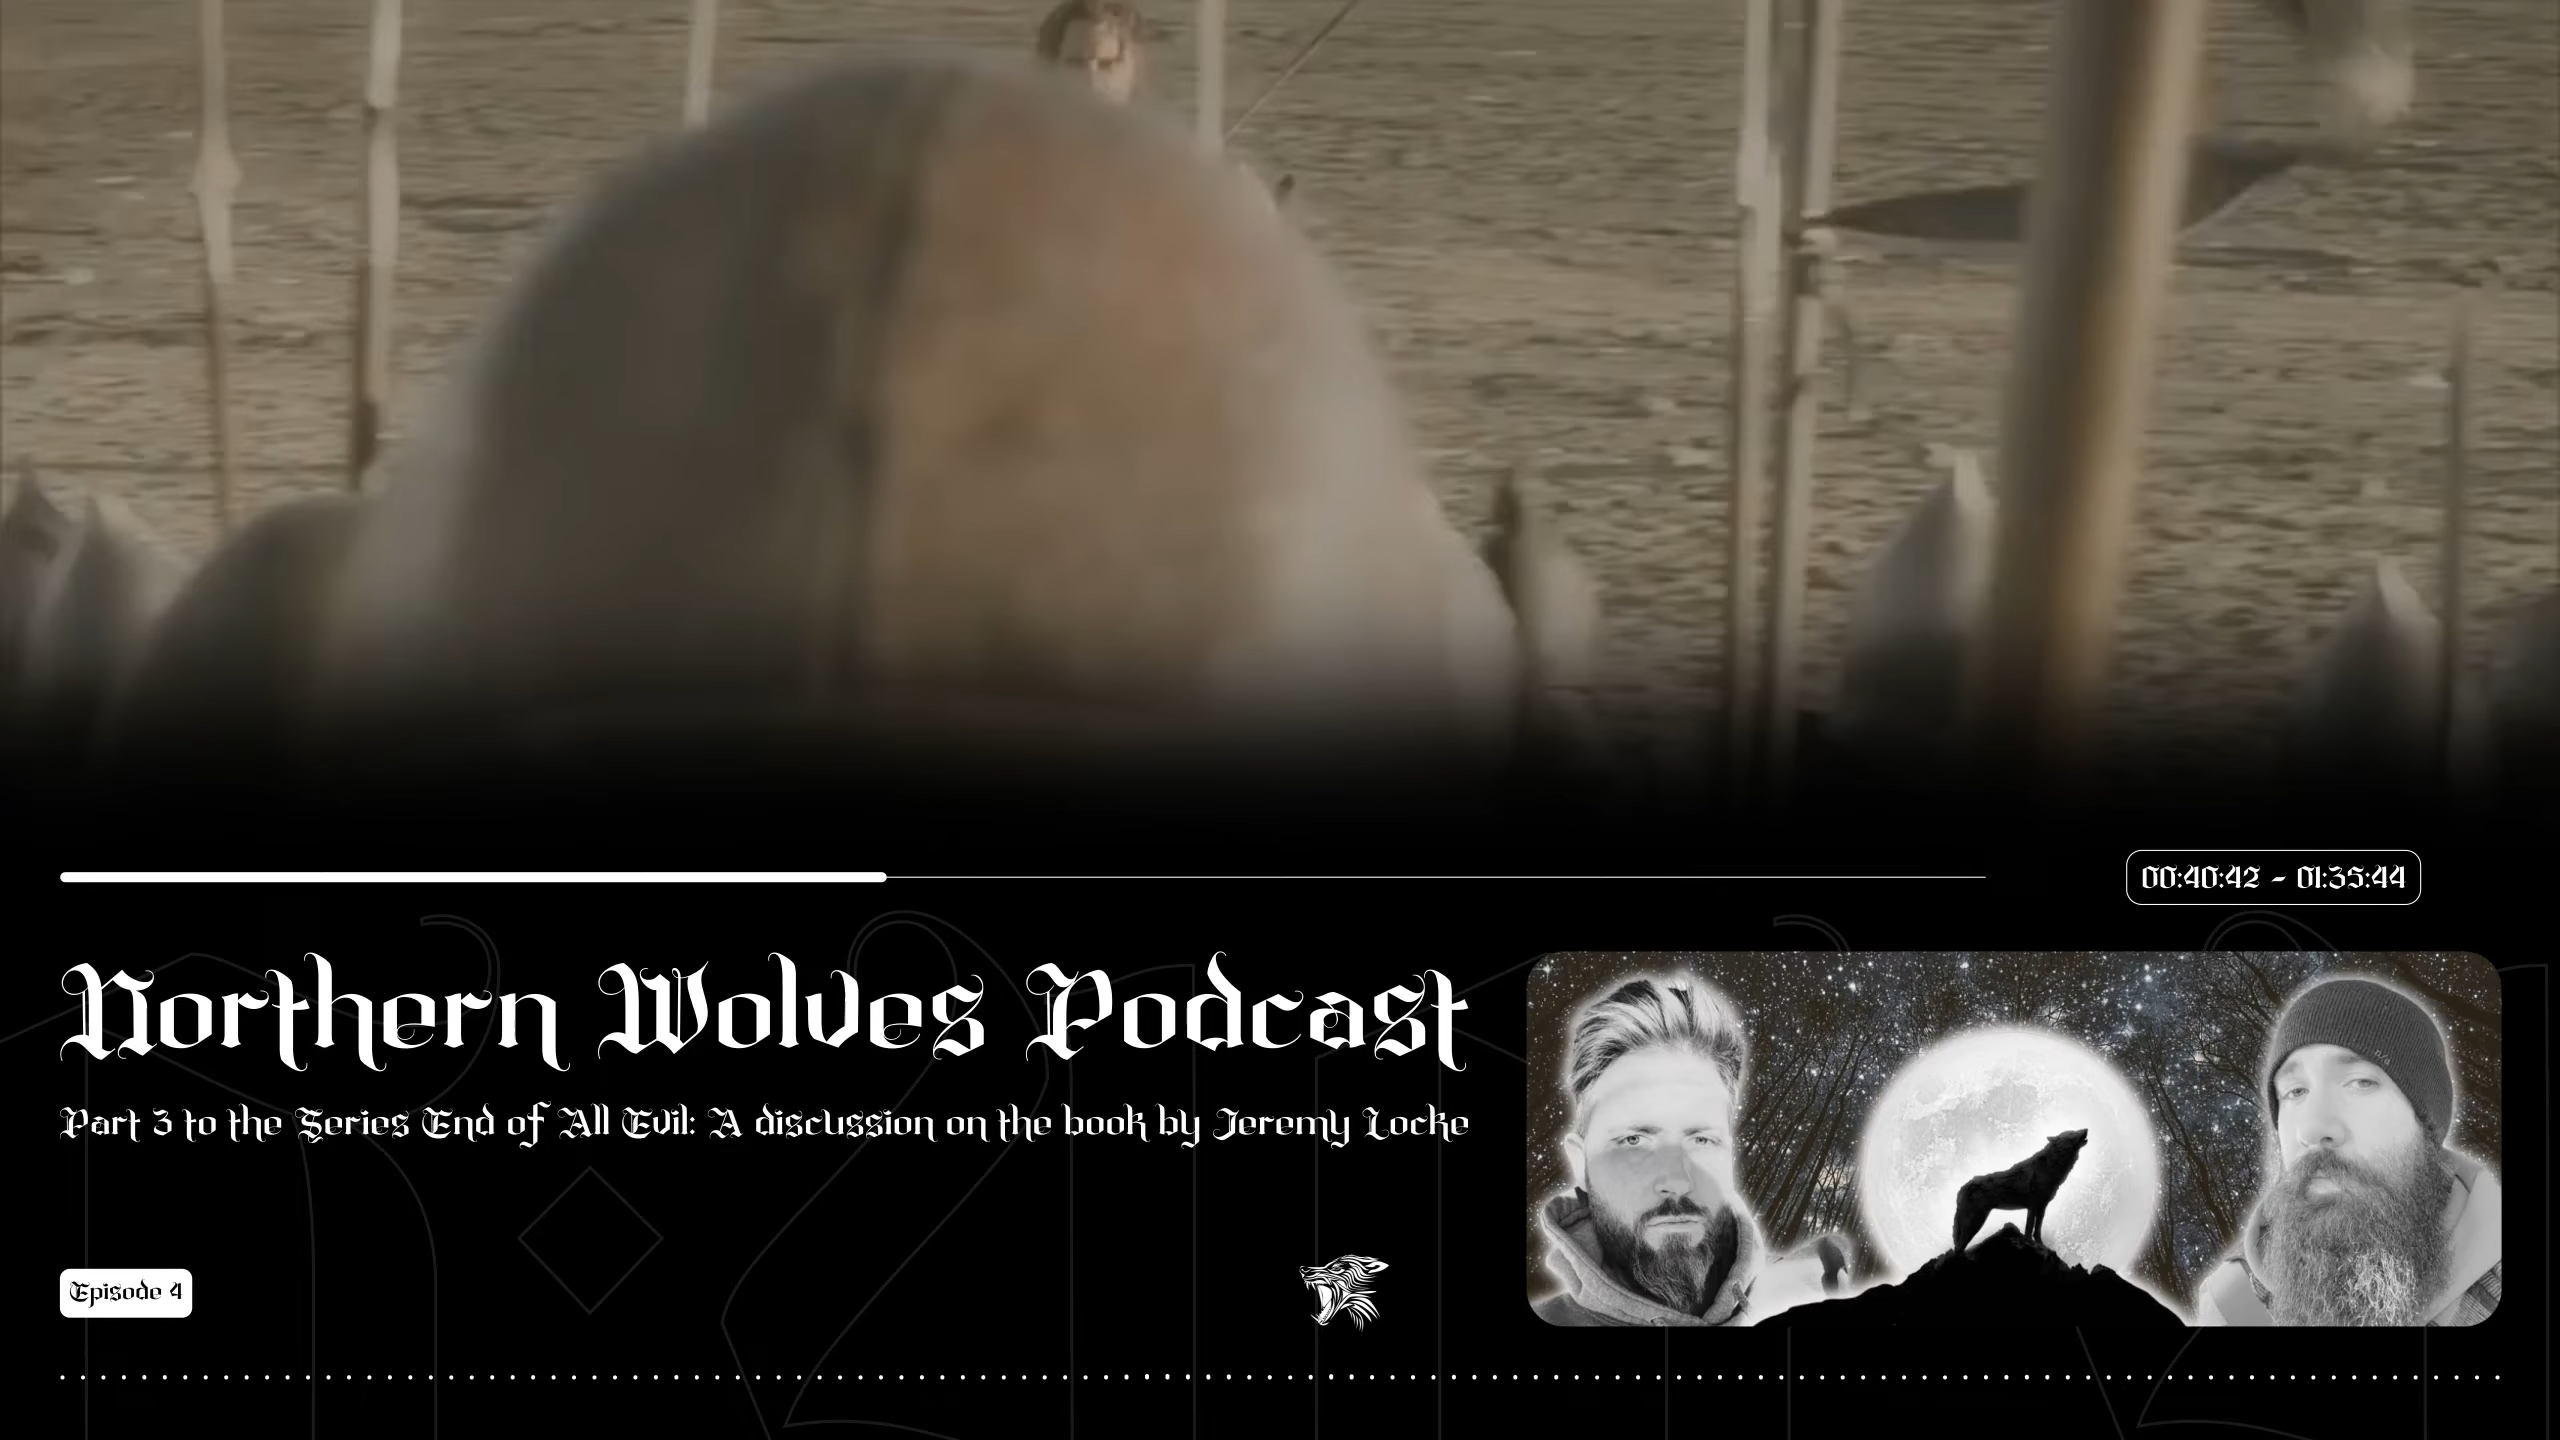 00:40:42 - 01:35:44
Northern Wolves Podcast
Part 3 to the Series End of All Evil: A discussion on the book by Jeremy Locke
Episode 4